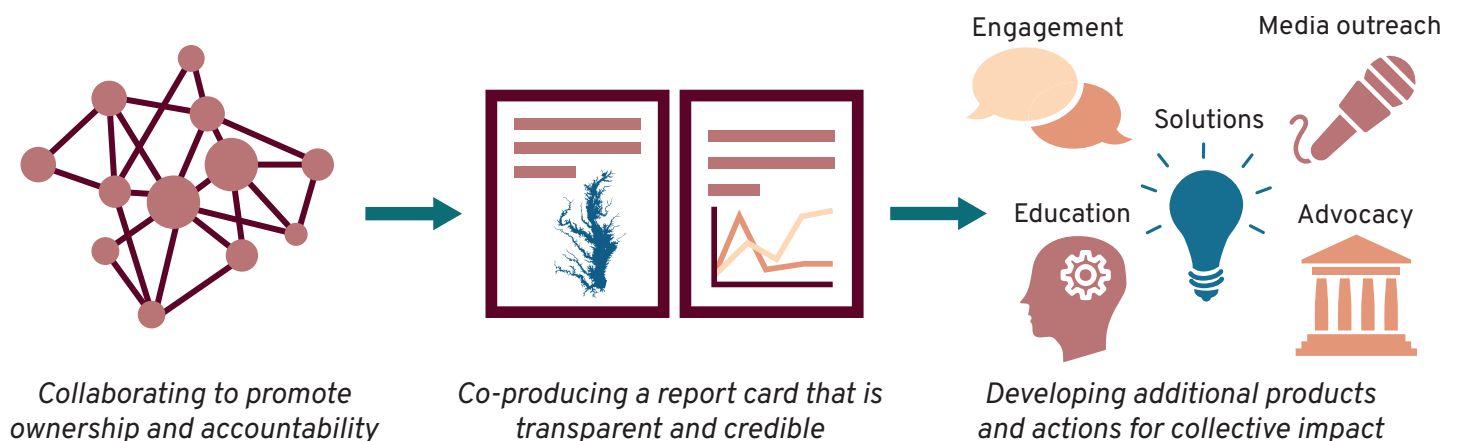 Engagement
Media outreach
Solutions
Education
Advocacy
Collaborating to promote
ownership and accountability
Co-producing a report card that is
transparent and credible
Developing additional products
and actions for collective impact